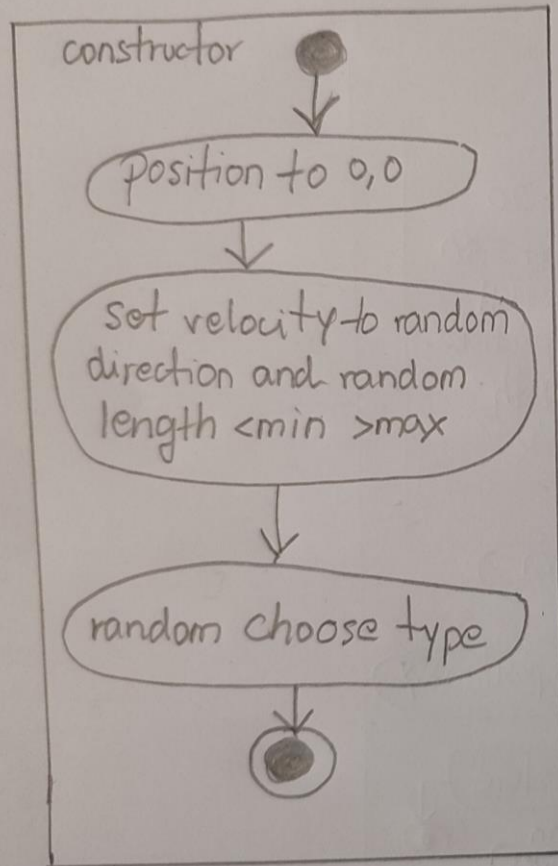 constructor
position to 0,0
set velocity to random
direction and random
length <min >max
random choose type